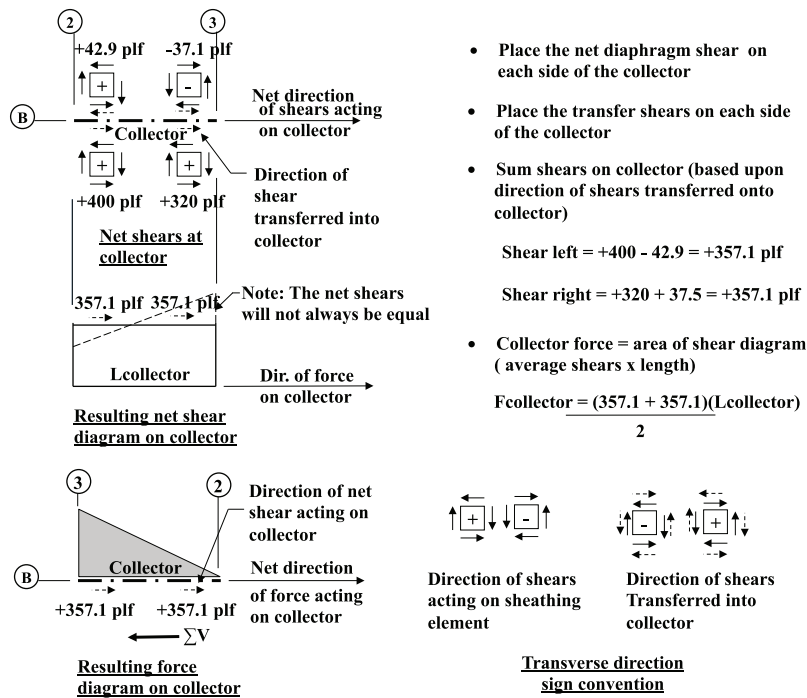 2
3
+42.9 plf
-37.1 plf
+
-
B
Net direction
of shears acting
on collector
Collector
+
+
+400 plf
+320 plf
Direction of
shear
transferred into
collector
Net shears at
collector
357.1 plf
357.1 plf
Note: The net shears
will not always be equal
Lcollector
Dir. of force
on collector
Resulting net shear
diagram on collector
• Place the net diaphragm shear on
each side of the collector
• Place the transfer shears on each side
of the collector
• Sum shears on collector (based upon
direction of shears transferred onto
collector)
Shear left = +400 - 42.9 = +357.1 plf
Shear right = +320 + 37.5 = +357.1 plf
• Collector force = area of shear diagram
( average shears x length)
Fcollector = (357.1 + 357.1)(Lcollector)
2
3
2
Direction of net
shear acting on
collector
B
Collector
Net direction
of force acting
on collector
+357.1 plf
+357.1 plf
∑V
Resulting force
diagram on collector
+
-
-
+
Direction of shears
acting on sheathing
element
Direction of shears
Transferred into
collector
Transverse direction
sign convention